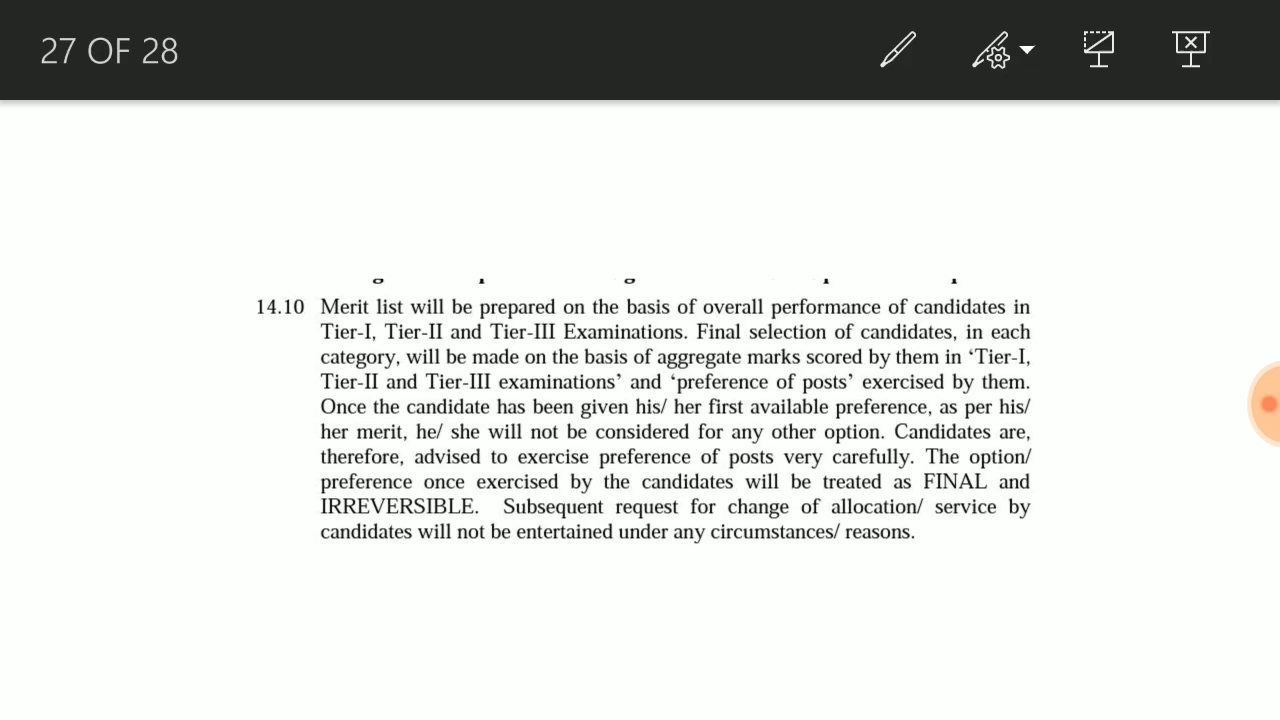 27 OF 28
14.10 Merit list will be prepared on the basis of overall performance of candidates in
Tier-I, Tier-II and Tier-III Examinations. Final selection of candidates, in each
category, will be made on the basis of aggregate marks scored by them in ‘Tier-I,
Tier-II and Tier-III examinations’ and ‘preference of posts’ exercised by them.
Once the candidate has been given his/ her first available preference, as per his/
her merit, he/ she will not be considered for any other option. Candidates are,
therefore, advised to exercise preference of posts very carefully. The option/
preference once exercised by the candidates will be treated as FINAL and
IRREVERSIBLE. Subsequent request for change of allocation/ service by
candidates will not be entertained under any circumstances/ reasons.